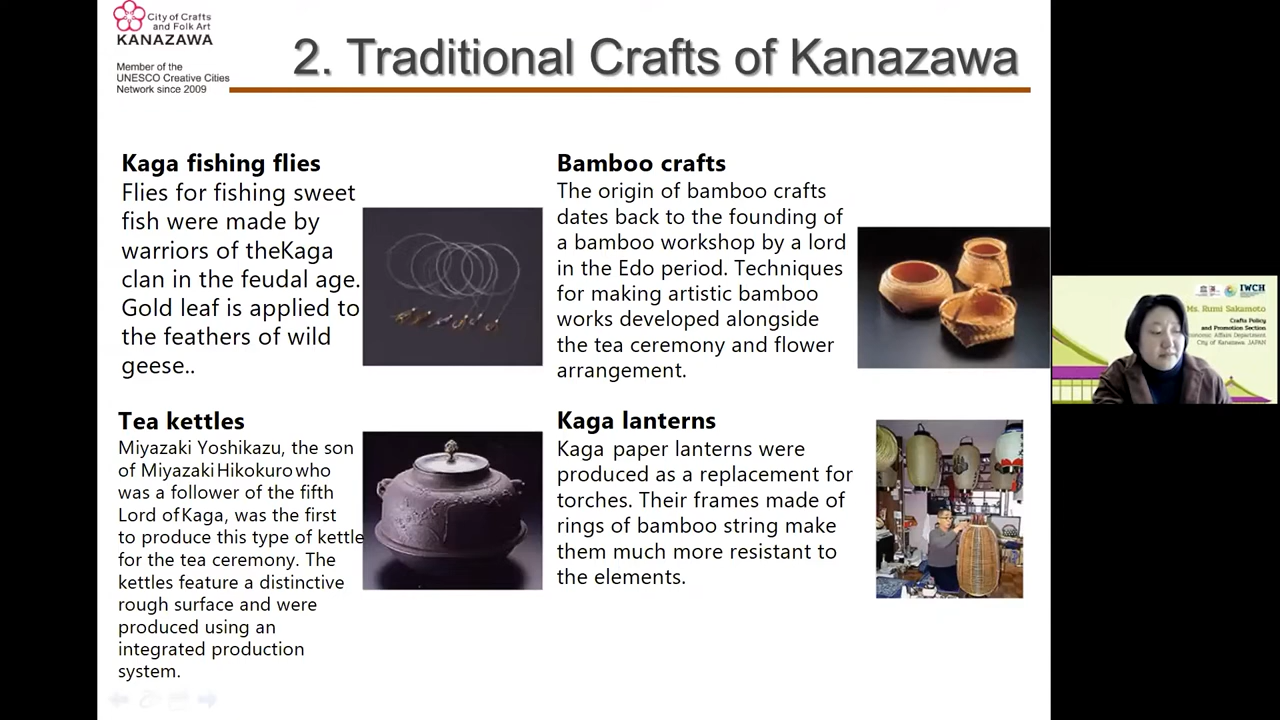 City of Crafts
and Folk Art
KANAZAWA
Member of the
UNESCO Creative Cities
Network since 2009
2. Traditional Crafts of Kanazawa
Kaga fishing flies
Flies for fishing sweet
fish were made by
warriors of theKaga
clan in the feudal age.
Gold leaf is applied to
the feathers of wild
geese..
Bamboo crafts
The origin of bamboo crafts
dates back to the founding of
a bamboo workshop by a lord
in the Edo period. Techniques
for making artistic bamboo
works developed alongside
the tea ceremony and flower
arrangement.
Tea kettles
Miyazaki Yoshikazu, the son
of Miyazaki Hikokuro who
was a follower of the fifth
Lord of Kaga, was the first
to produce this type of kettle
for the tea ceremony. The
kettles feature a distinctive
rough surface and were
produced using an
integrated production
system.
Kaga lanterns
Kaga paper lanterns were
produced as a replacement for
torches. Their frames made of
rings of bamboo string make
them much more resistant to
the elements.
IWCH
Ms. Rumi Sakamoto
Crafts Policy
and Promotion Section
Economic Affairs Department
City of Kanazawa, JAPAN